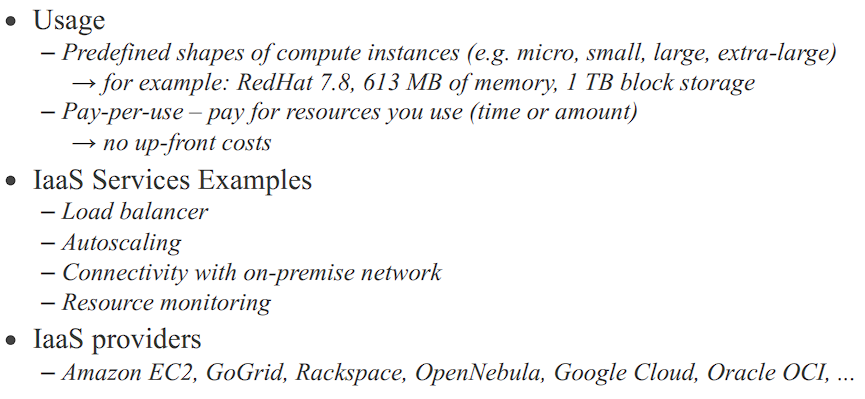 • Usage
– Predefined shapes of compute instances (e.g. micro, small, large, extra-large)
→ for example: RedHat 7.8, 613 MB of memory, 1 TB block storage
– Pay-per-use – pay for resources you use (time or amount)
→ no up-front costs
• IaaS Services Examples
– Load balancer
– Autoscaling
– Connectivity with on-premise network
– Resource monitoring
• IaaS providers
– Amazon EC2, GoGrid, Rackspace, OpenNebula, Google Cloud, Oracle OCI, ...